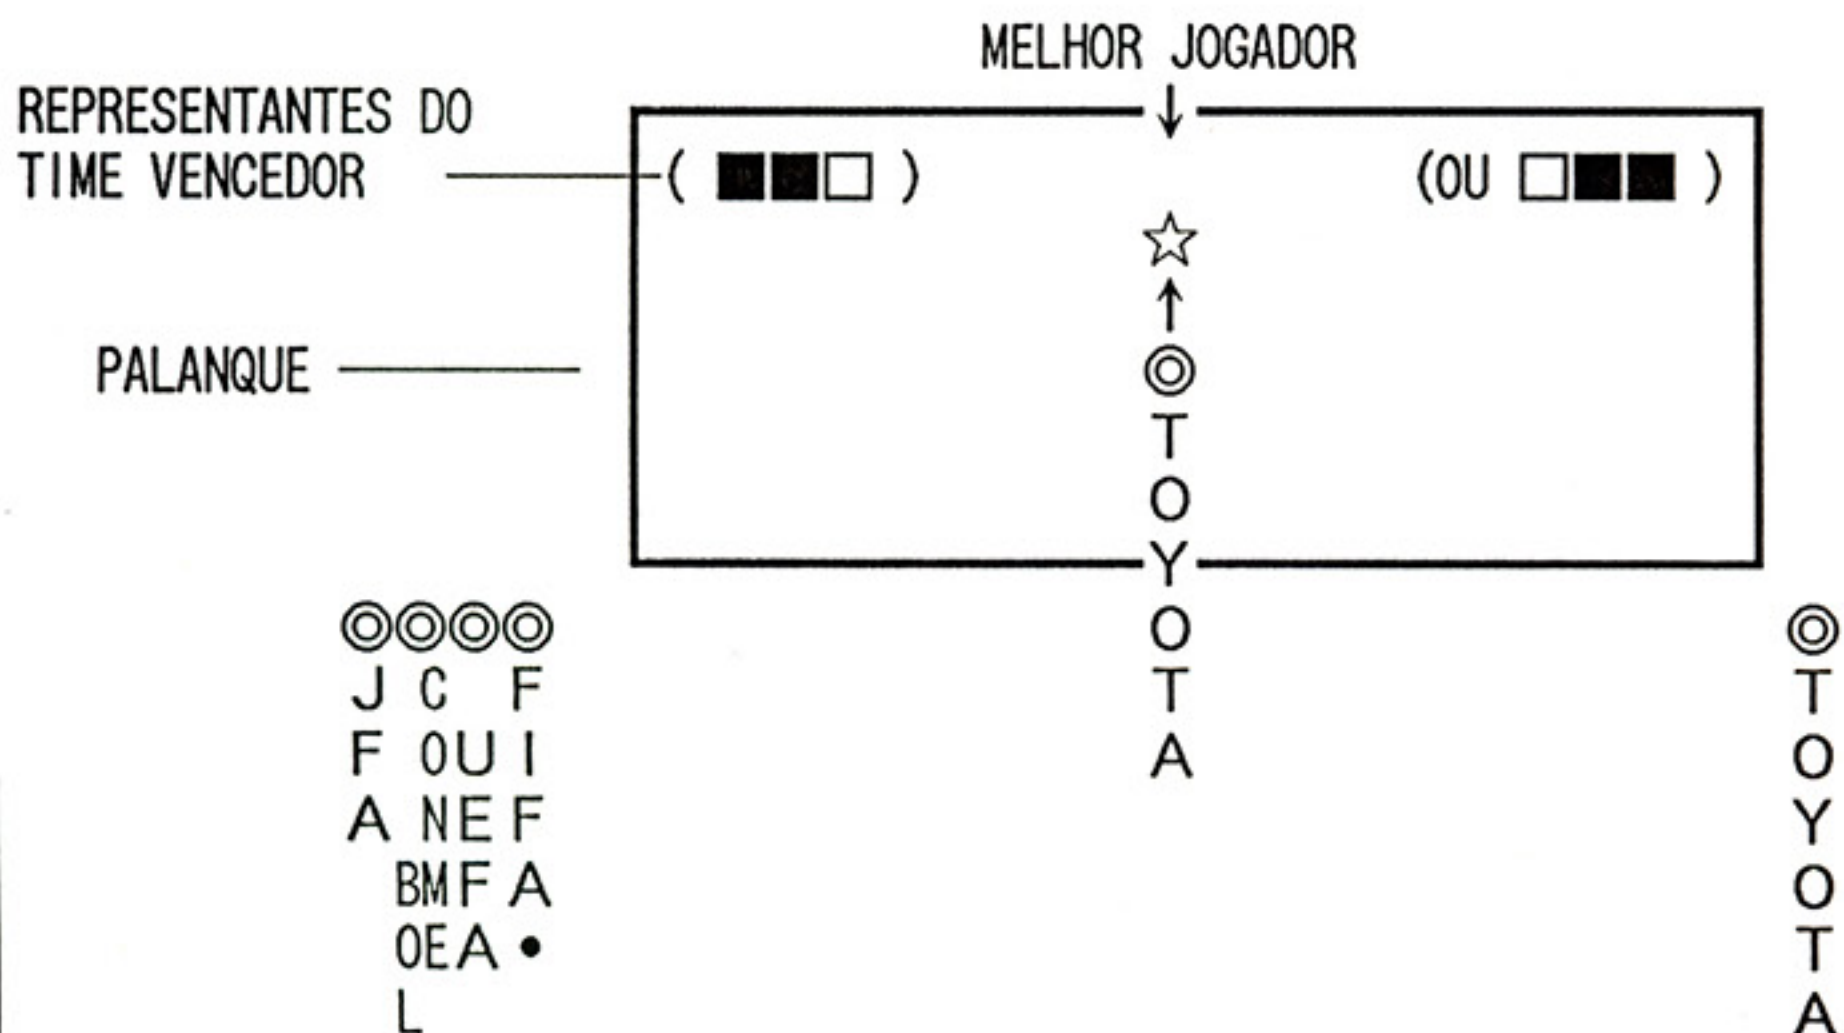 MELHOR JOGADOR
REPRESENTANTES DO
TIME VENCEDOR
( ■■□ )
(OU □■■ )
☆
PALANQUE
◎TOYOTA
◎JFA
◎CONMEBOL
◎UEFA
◎FIFA•
◎TOYOTA